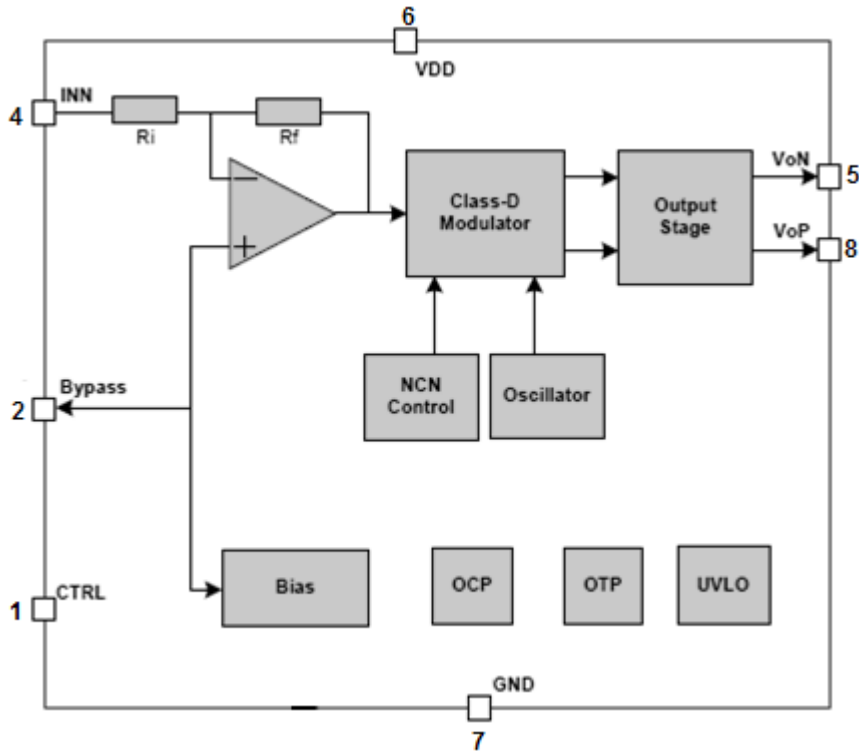 6
VDD
4
INN
Ri
Rf
Class-D
Modulator
Output
Stage
VoN
5
VoP
8
NCN
Control
Oscillator
Bypass
2
Bias
OCP
OTP
UVLO
CTRL
1
GND
7